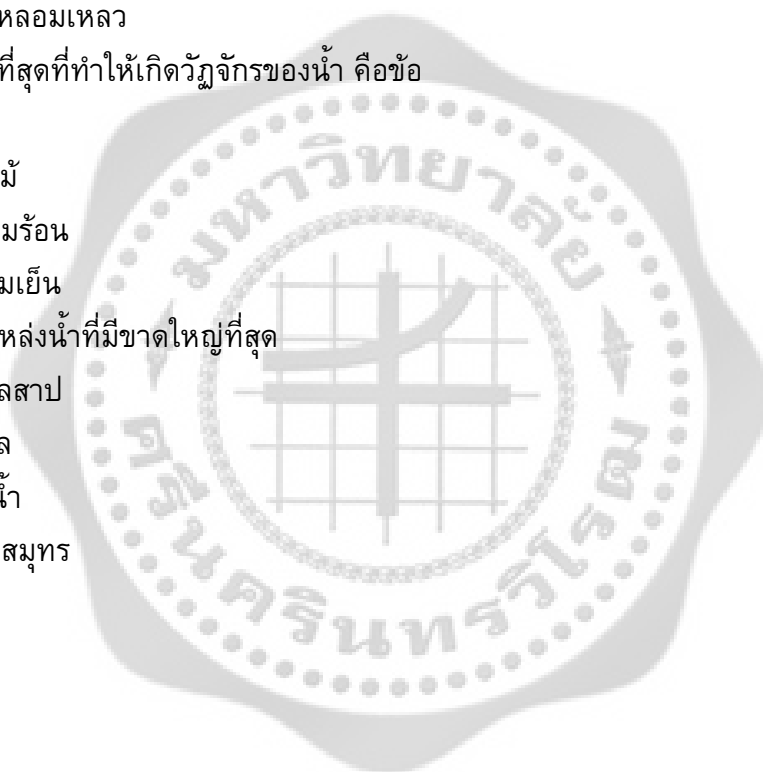 หลอมเหลว
ที่สุดที่ทำให้เกิดวัฏจักรของน้ำ คือข้อ
ม้
มร้อน
มเย็น
หล่งน้ำที่มีขาดใหญ่ที่สุด
ลสาป
ล
น้ำ
สมุทร
มหาวิทยาลัย
ศรีนครินทรวิโรฒ